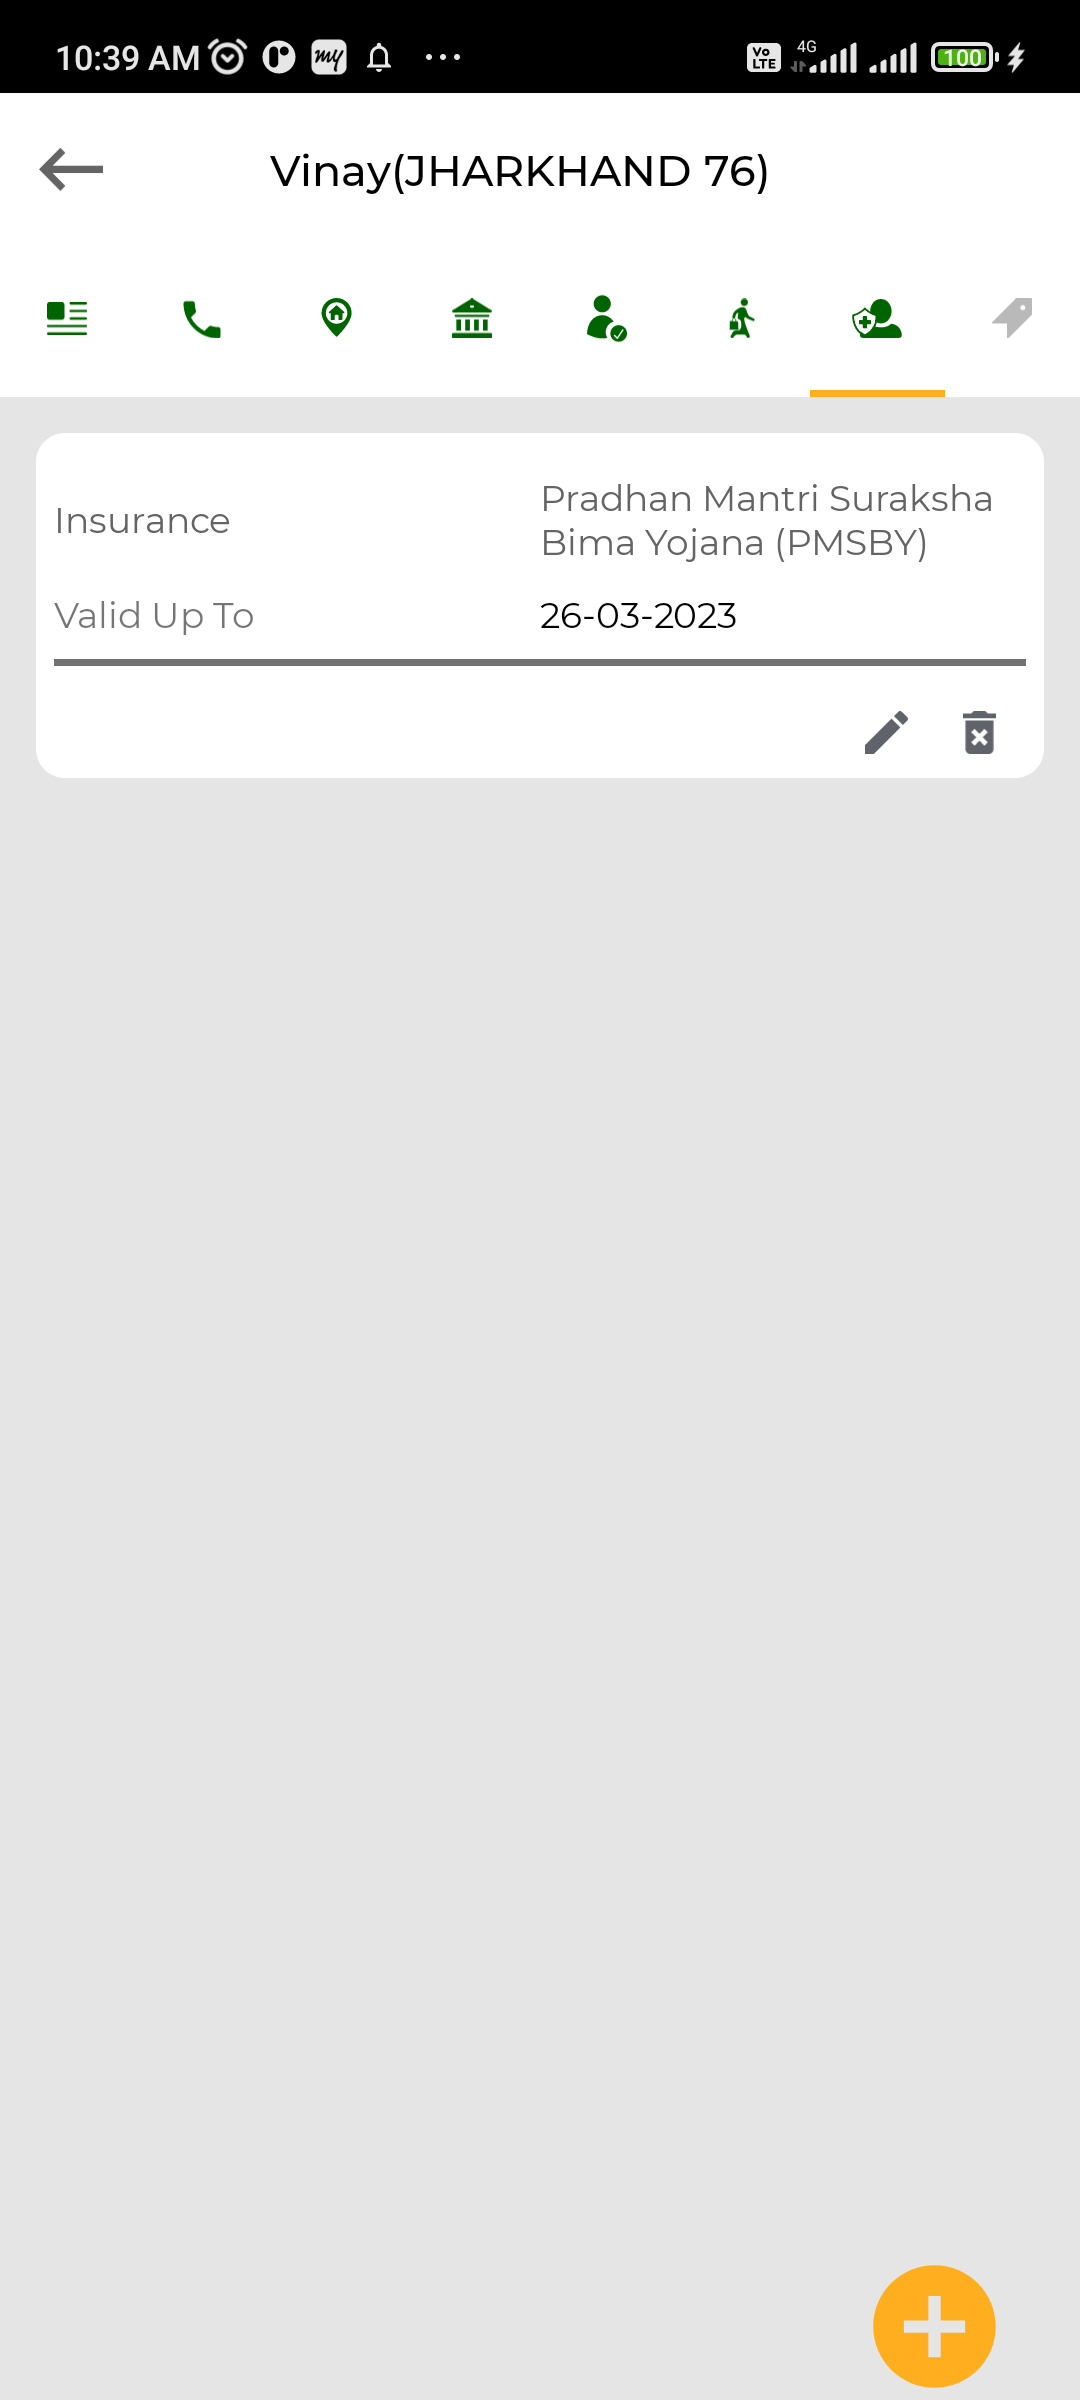 10:39 AM
my
Vo
LTE
4G
100
Vinay(JHARKHAND 76)
Insurance
Pradhan Mantri Suraksha
Bima Yojana (PMSBY)
Valid Up To
26-03-2023